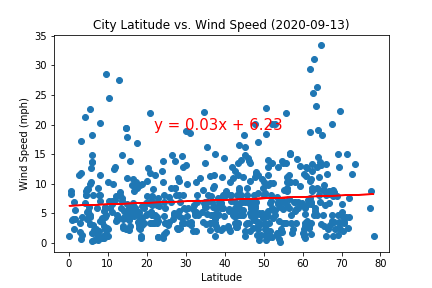 City Latitude vs. Wind Speed (2020-09-13)
35
30
25
20
15
10
5
0
Wind Speed (mph)
y = 0.03x + 6.23
0 10 20 30 40 50 60 70 80
Latitude